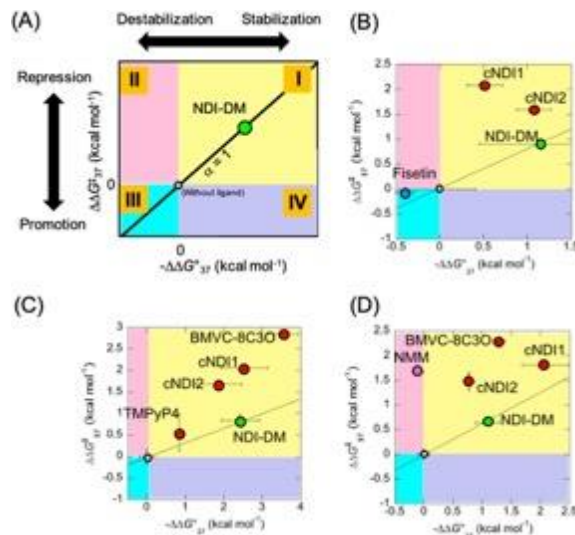 (A)
Destabilization Stabilization
Repression
Promotion
ΔΔG‡37 (kcal mol-1)
0
II
I
NDI-DM
α = 1
(Without ligand)
III
IV
0
-ΔΔG°37 (kcal mol-1)
(B)
ΔΔG‡37 (kcal mol-1)
2.5
2
1.5
1
0.5
0
-0.5
-1
cNDI1
cNDI2
NDI-DM
Fisetin
-0.5 0 0.5 1 1.5
-ΔΔG°37 (kcal mol-1)
(C)
ΔΔG‡37 (kcal mol-1)
3
2.5
2
1.5
1
0.5
0
-0.5
-1
BMVC-8C3O
cNDI1
cNDI2
TMPyP4
NDI-DM
0 1 2 3 4
-ΔΔG°37 (kcal mol-1)
(D)
ΔΔG‡37 (kcal mol-1)
2.5
2
1.5
1
0.5
0
-0.5
-1
BMVC-8C3O
NMM
cNDI1
cNDI2
NDI-DM
-0.5 0 0.5 1 1.5 2 2.5
-ΔΔG° (kcal mol-1)